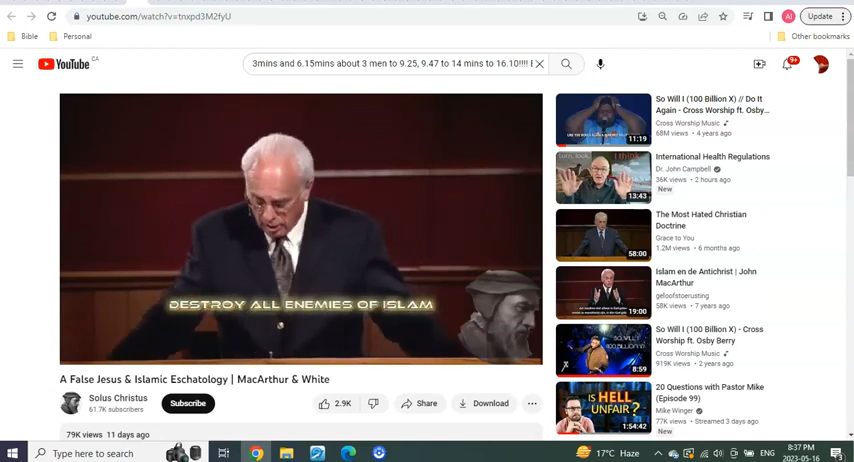 youtube.com/watch?v=tnxpd3M2fyU
AI
Update
Bible
Personal
Other bookmarks
YouTube CA
3mins and 6.15mins about 3 men to 9.25, 9.47 to 14 mins to 16.10!!!!
9+
DESTROY ALL ENEMIES OF ISLAM
A False Jesus & Islamic Eschatology | MacArthur & White
Solus Christus
61.7K subscribers
Subscribe
2.9K
Share
Download
79K views 11 days ago
So Will I (100 Billion X) // Do It
Again - Cross Worship ft. Osby...
Cross Worship Music
68M views • 4 years ago
11:19
turn, look, I think
International Health Regulations
Dr. John Campbell
36K views • 2 hours ago
New
13:43
The Most Hated Christian
Doctrine
Grace to You
1.2M views • 6 months ago
58:00
Islam en de Antichrist | John
MacArthur
geloofstoerusting
58K views • 7 years ago
19:00
So Will I (100 Billion X) - Cross
Worship ft. Osby Berry
Cross Worship Music
919K views • 2 years ago
8:59
IS HELL
UNFAIR?
20 Questions with Pastor Mike
(Episode 99)
Mike Winger
77K views • Streamed 3 days ago
New
1:54:42
Type here to search
17°C Haze
ENG
8:37 PM
2023-05-16
3